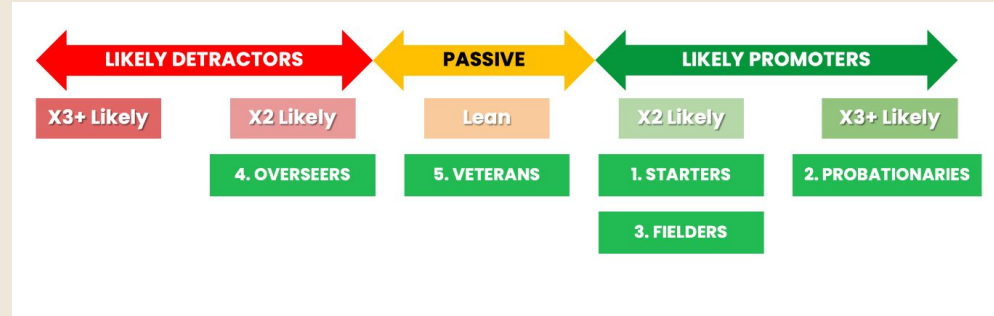 LIKELY DETRACTORS
PASSIVE
LIKELY PROMOTERS
X3+ Likely
X2 Likely
Lean
X2 Likely
X3+ Likely
4. OVERSEERS
5. VETERANS
1. STARTERS
2. PROBATIONARIES
3. FIELDERS